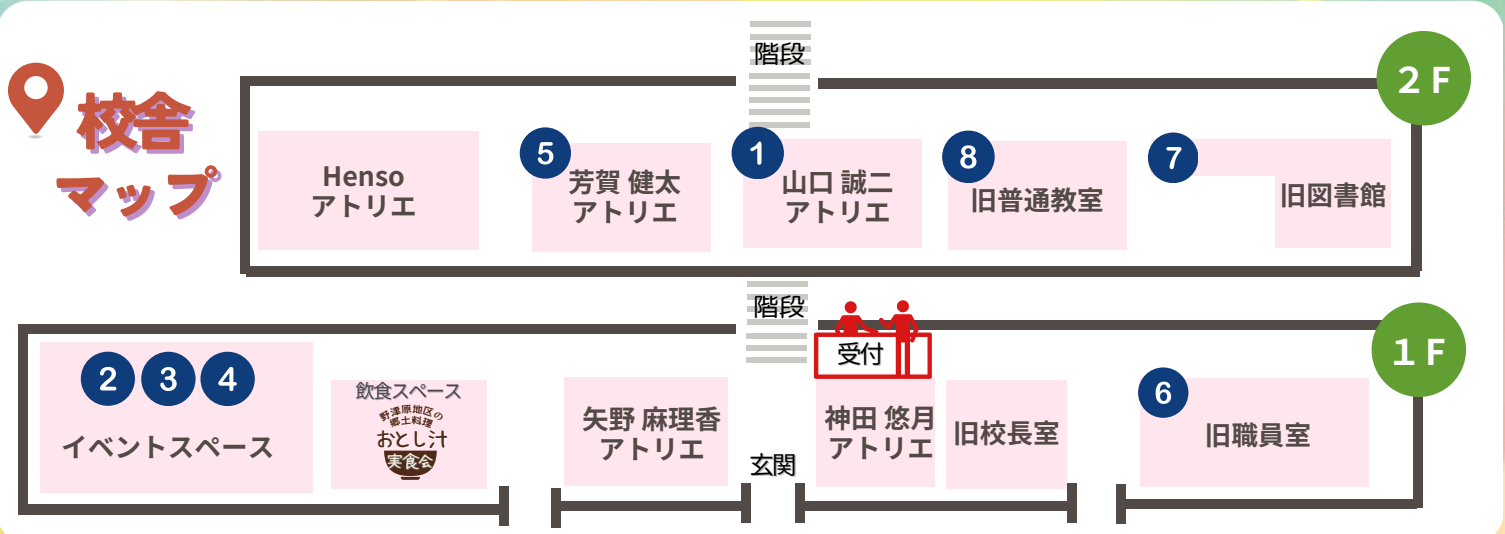 校舎
マップ
階段
2F
Henso
アトリエ
5
芳賀 健太
アトリエ
1
山口 誠二
アトリエ
8
旧普通教室
7
旧図書館
階段
受付
1F
2 3 4
イベントスペース
飲食スペース
野津原地区の
郷土料理
おとし汁
実食会
矢野 麻理香
アトリエ
玄関
神田 悠月
アトリエ
旧校長室
6
旧職員室